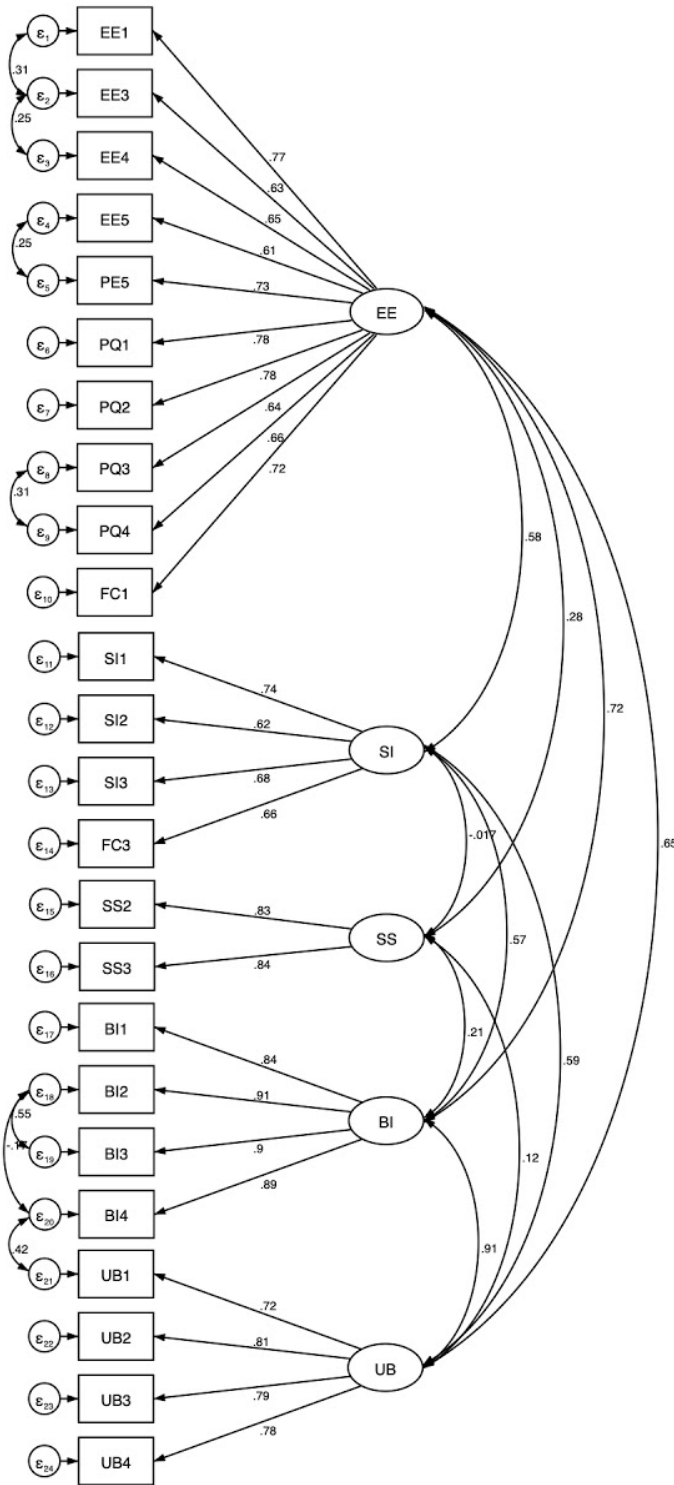 ε1 EE1
.31
ε2 EE3
.25
ε3 EE4
.77
.63
ε4 EE5
.65
.25
.61
ε5 PE5
.73
EE
ε6 PQ1
.78
ε7 PQ2
.78
.64
ε8 PQ3
.66
.31
.72
ε9 PQ4
.58
ε10 FC1
.28
ε11 SI1
.74
.72
ε12 SI2
.62
SI
ε13 SI3
.68
.66
-.017
ε14 FC3
.65
ε15 SS2
.83
SS
.57
ε16 SS3
.84
ε17 BI1
.21
.84
.59
ε18 BI2
.55
.91
BI
ε19 BI3
.9
.12
.89
ε20 BI4
.42
.91
ε21 UB1
.72
ε22 UB2
.81
UB
ε23 UB3
.79
.78
ε24 UB4